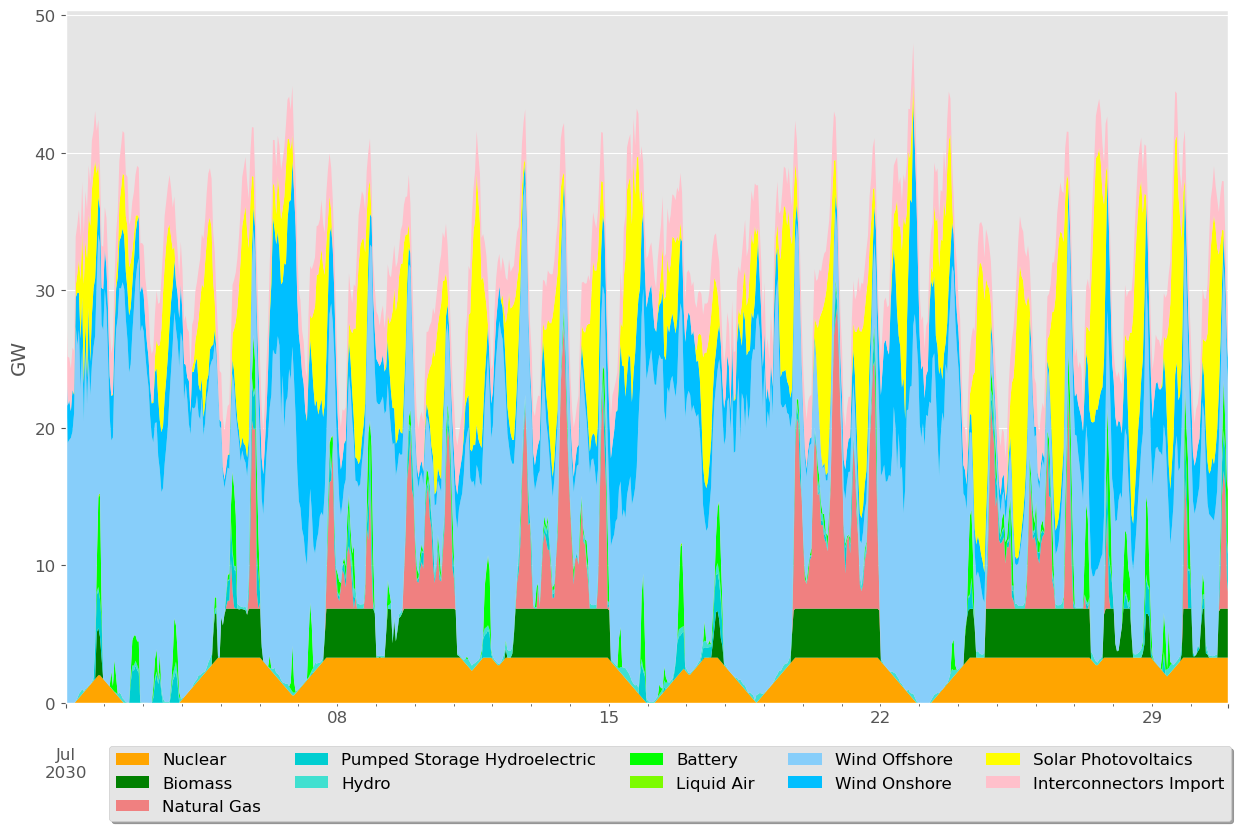 50
40
30
20
10
0
GW
08 15 22 29
Jul
2030
Nuclear Pumped Storage Hydroelectric Battery Wind Offshore Solar Photovoltaics
Biomass Hydro Liquid Air Wind Onshore Interconnectors Import
Natural Gas